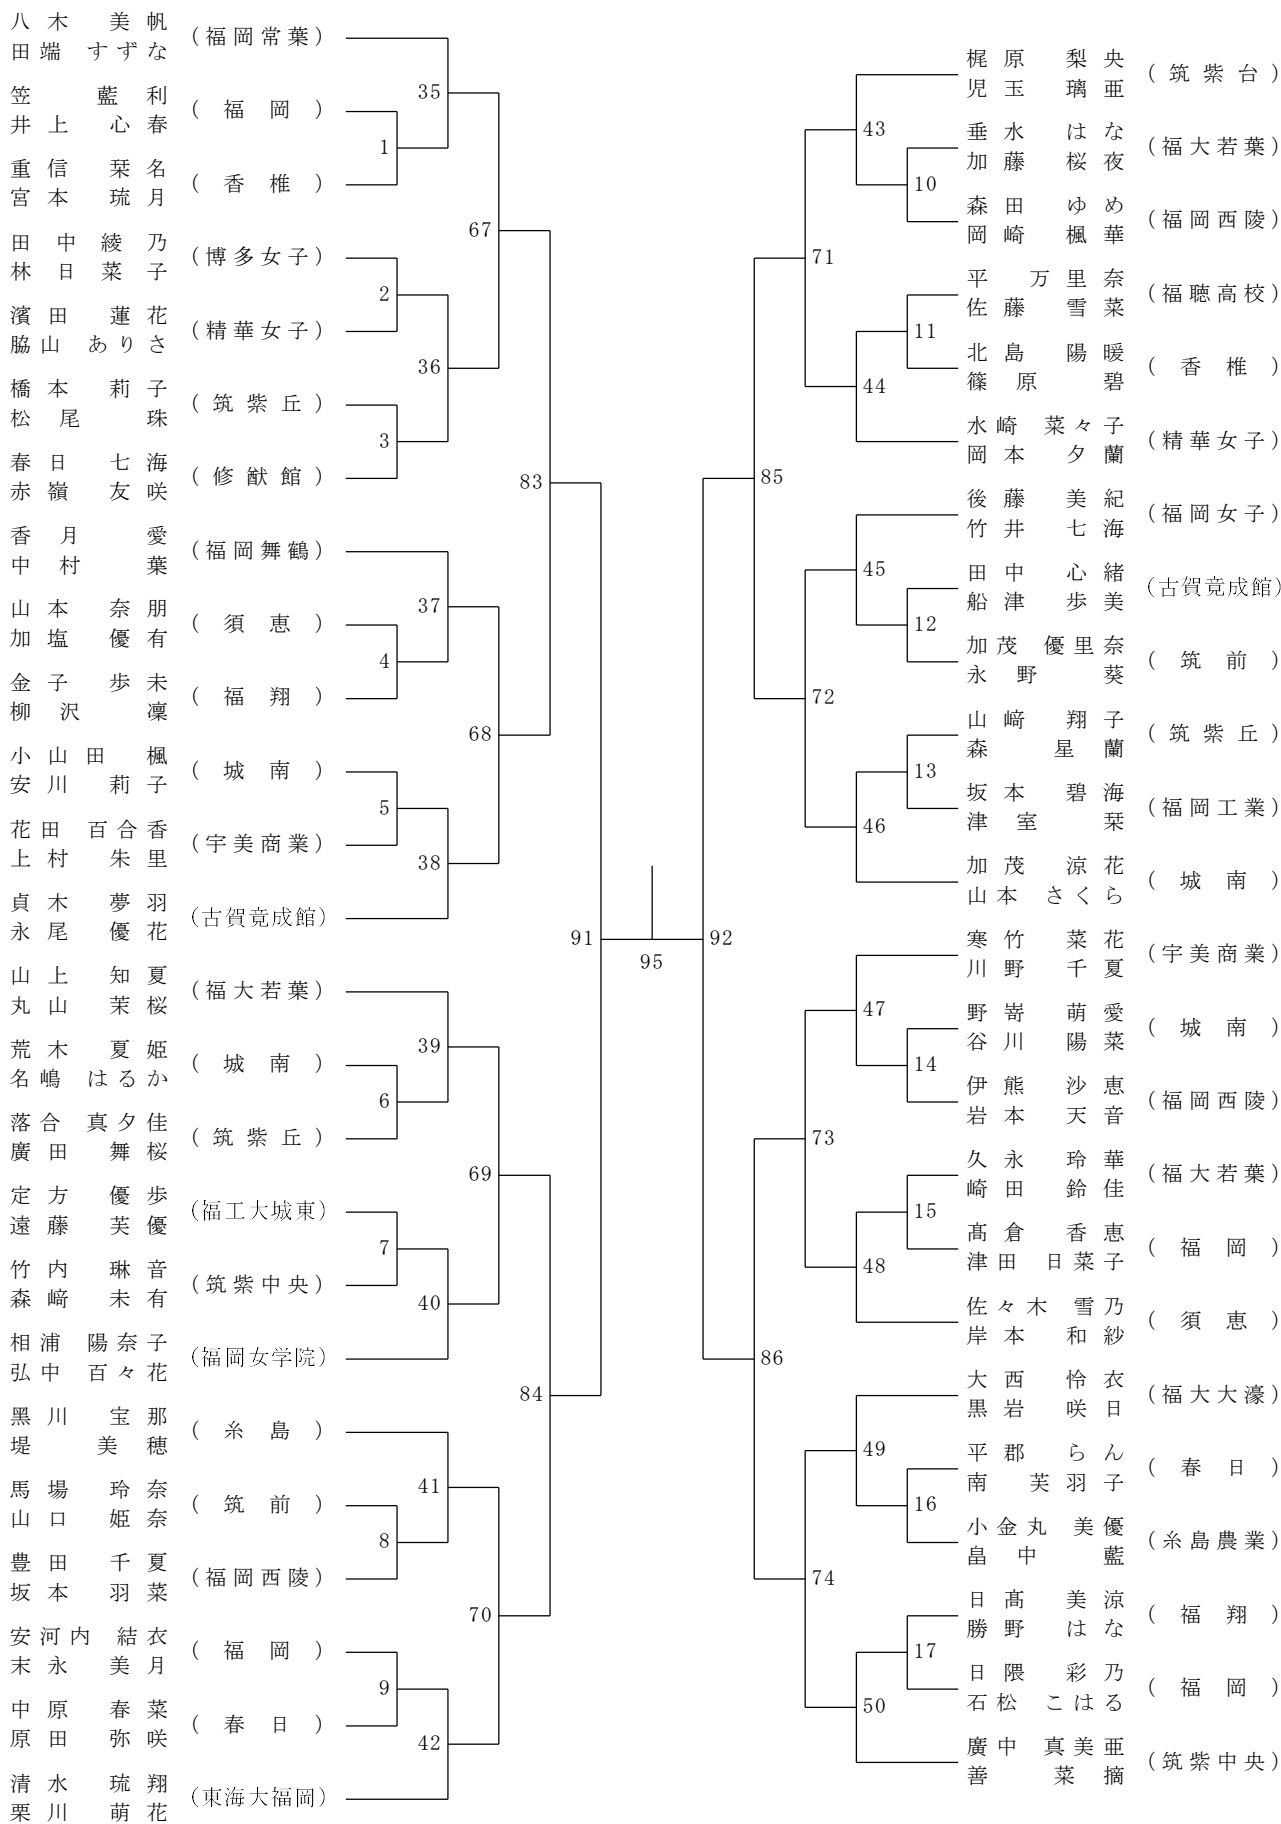 八木 美帆
田端 すずな
(福岡常葉)
笠 藍利
井上 心春
(福岡)
重信 栞名
宮本 琉月
(香椎)
田中 綾乃
林 日菜子
(博多女子)
濱田 蓮花
脇山 ありさ
(精華女子)
橋本 莉子
松尾 珠
(筑紫丘)
春日 七海
赤嶺 友咲
(修猷館)
香月 愛
中村 葉
(福岡舞鶴)
山本 奈朋
加塩 優有
(須恵)
金子 歩未
柳沢 凜
(福翔)
小山田 楓
安川 莉子
(城南)
花田 百合香
上村 朱里
(宇美商業)
貞木 夢羽
永尾 優花
(古賀竟成館)
山上 知夏
丸山 茉桜
(福大若葉)
荒木 夏姫
名嶋 はるか
(城南)
落合 真夕佳
廣田 舞桜
(筑紫丘)
定方 優歩
遠藤 芙優
(福工大城東)
竹内 琳音
森﨑 未有
(筑紫中央)
相浦 陽奈子
弘中 百々花
(福岡女学院)
黒川 宝那
堤 美穂
(糸島)
馬場 玲奈
山口 姫奈
(筑前)
豊田 千夏
坂本 羽菜
(福岡西陵)
安河内 結衣
末永 美月
(福岡)
中原 春菜
原田 弥咲
(春日)
清水 琉翔
栗川 萌花
(東海大福岡)
35
1
67
2
36
3
83
37
4
68
5
38
91
39
6
69
7
40
84
41
8
70
9
42
95
92
43
10
71
11
44
85
45
12
72
13
46
47
14
73
15
48
86
49
16
74
17
50
梶原 梨央
児玉 璃亜
(筑紫台)
垂水 はな
加藤 桜夜
(福大若葉)
森田 ゆめ
岡崎 楓華
(福岡西陵)
平 万里奈
佐藤 雪菜
(福聴高校)
北島 陽暖
篠原 碧
(香椎)
水崎 菜々子
岡本 夕蘭
(精華女子)
後藤 美紀
竹井 七海
(福岡女子)
田中 心緒
船津 歩美
(古賀竟成館)
加茂 優里奈
永野 葵
(筑前)
山﨑 翔子
森 星蘭
(筑紫丘)
坂本 碧海
津室 栞
(福岡工業)
加茂 涼花
山本 さくら
(城南)
寒竹 菜花
川野 千夏
(宇美商業)
野嵜 萌愛
谷川 陽菜
(城南)
伊熊 沙恵
岩本 天音
(福岡西陵)
久永 玲華
崎田 鈴佳
(福大若葉)
髙倉 香恵
津田 日菜子
(福岡)
佐々木 雪乃
岸本 和紗
(須恵)
大西 怜衣
黒岩 咲日
(福大大濠)
平郡 らん
南 芙羽子
(春日)
小金丸 美優
畠中 藍
(糸島農業)
日髙 美涼
勝野 はな
(福翔)
日隈 彩乃
石松 こはる
(福岡)
廣中 真美亜
善 菜摘
(筑紫中央)